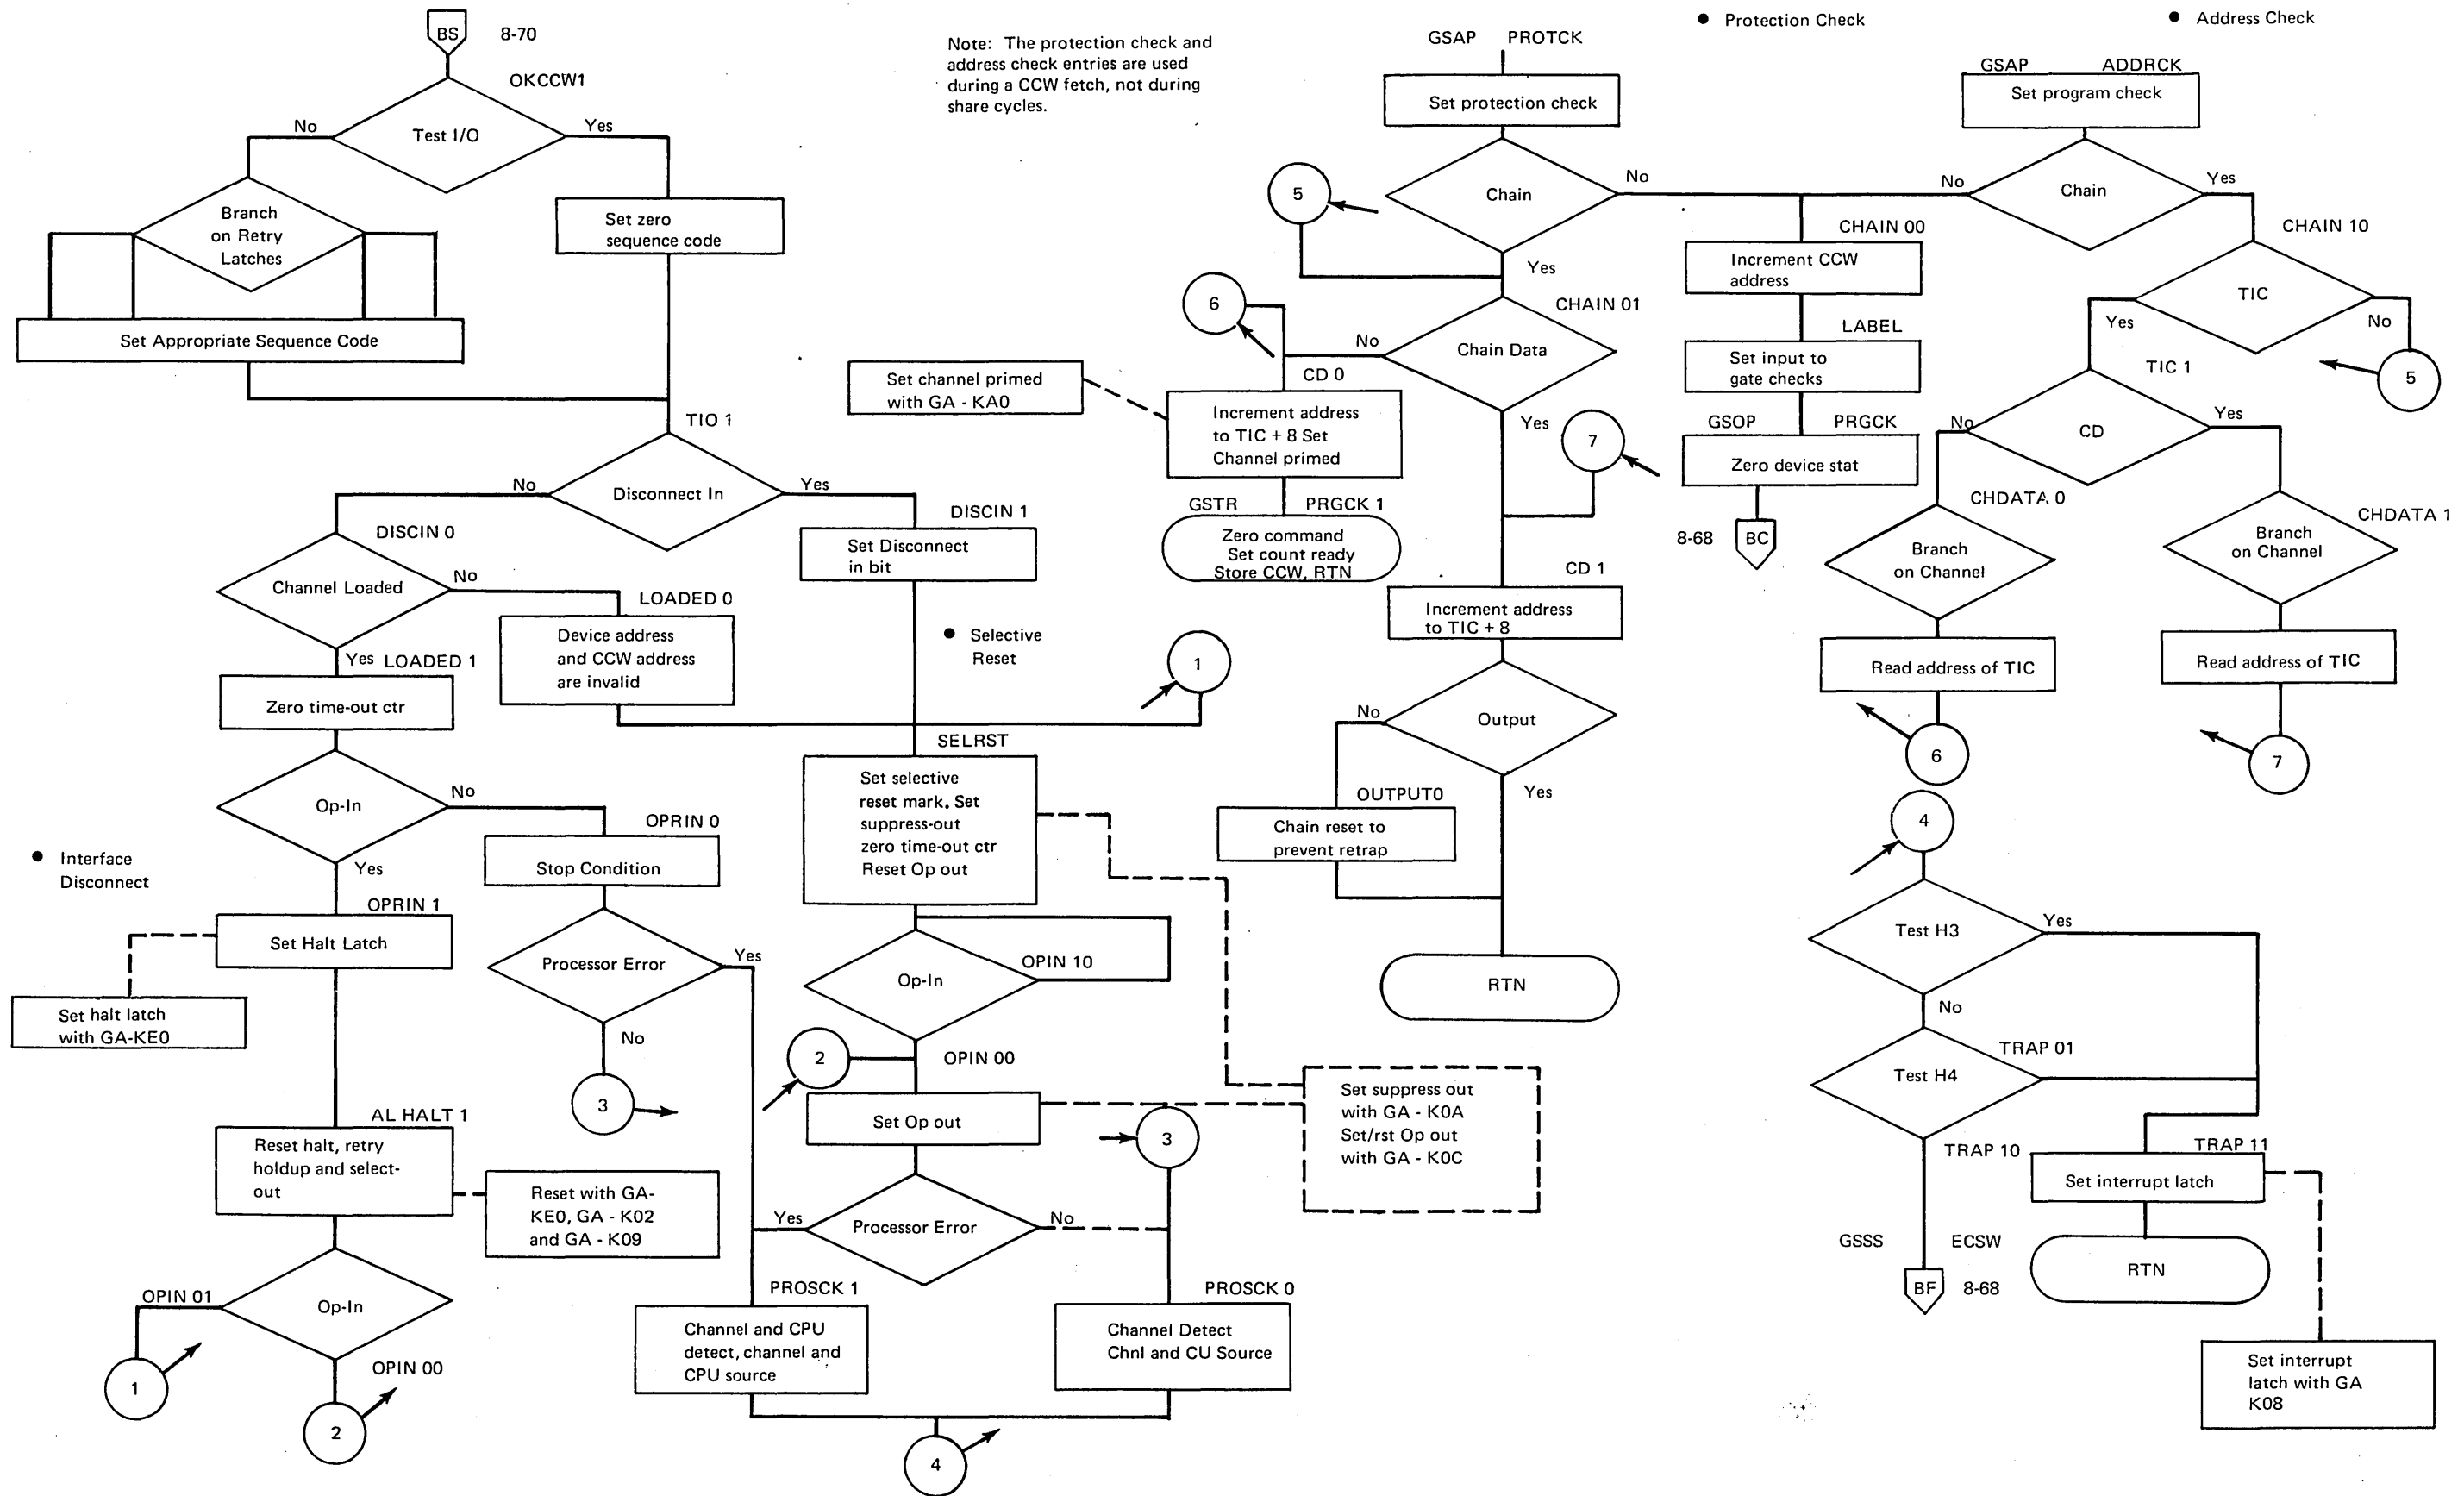 BS
8-70
OKCCW1
Test I/O
No
Yes
Branch
on Retry
Latches
Set zero
sequence code
Set Appropriate Sequence Code
TIO 1
Disconnect In
No
Yes
DISCIN 0
DISCIN 1
Channel Loaded
No
Set Disconnect
in bit
LOADED 0
Device address
and CCW address
are invalid
Yes
LOADED 1
Zero time-out ctr
● Selective
Reset
1
Op-In
No
Yes
OPRIN 0
Stop Condition
● Interface
Disconnect
OPRIN 1
Set Halt Latch
Set halt latch
with GA-KE0
Processor Error
Yes
No
3
AL HALT 1
Reset halt, retry
holdup and select-
out
Reset with GA-
KE0, GA - K02
and GA - K09
Op-In
OPIN 01
1
OPIN 00
2
SELRST
Set selective
reset mark. Set
suppress-out
zero time-out ctr
Reset Op out
Op-In
OPIN 10
2
OPIN 00
Set Op out
3
Set suppress out
with GA - K0A
Set/rst Op out
with GA - K0C
Processor Error
Yes
No
PROSCK 1
Channel and CPU
detect, channel and
CPU source
PROSCK 0
Channel Detect
Chnl and CU Source
4
Note: The protection check and
address check entries are used
during a CCW fetch, not during
share cycles.
● Protection Check
GSAP PROTCK
Set protection check
Chain
No
5
Yes
CHAIN 01
6
Chain Data
No
Yes
CD 0
Set channel primed
with GA - KA0
Increment address
to TIC + 8 Set
Channel primed
GSTR PRGCK 1
Zero command
Set count ready
Store CCW, RTN
7
CD 1
Increment address
to TIC + 8
Output
No
Yes
OUTPUT0
Chain reset to
prevent retrap
RTN
CHAIN 00
Increment CCW
address
LABEL
Set input to
gate checks
GSOP PRGCK
Zero device stat
8-68
BC
● Address Check
GSAP ADDRCK
Set program check
Chain
No
Yes
CHAIN 10
TIC
Yes
No
5
TIC 1
CD
No
Yes
CHDATA 0
CHDATA 1
Branch
on Channel
Branch
on Channel
Read address of TIC
Read address of TIC
6
7
4
Test H3
Yes
No
TRAP 01
Test H4
TRAP 10
TRAP 11
Set interrupt latch
GSSS ECSW
BF
8-68
RTN
Set interrupt
latch with GA
K08